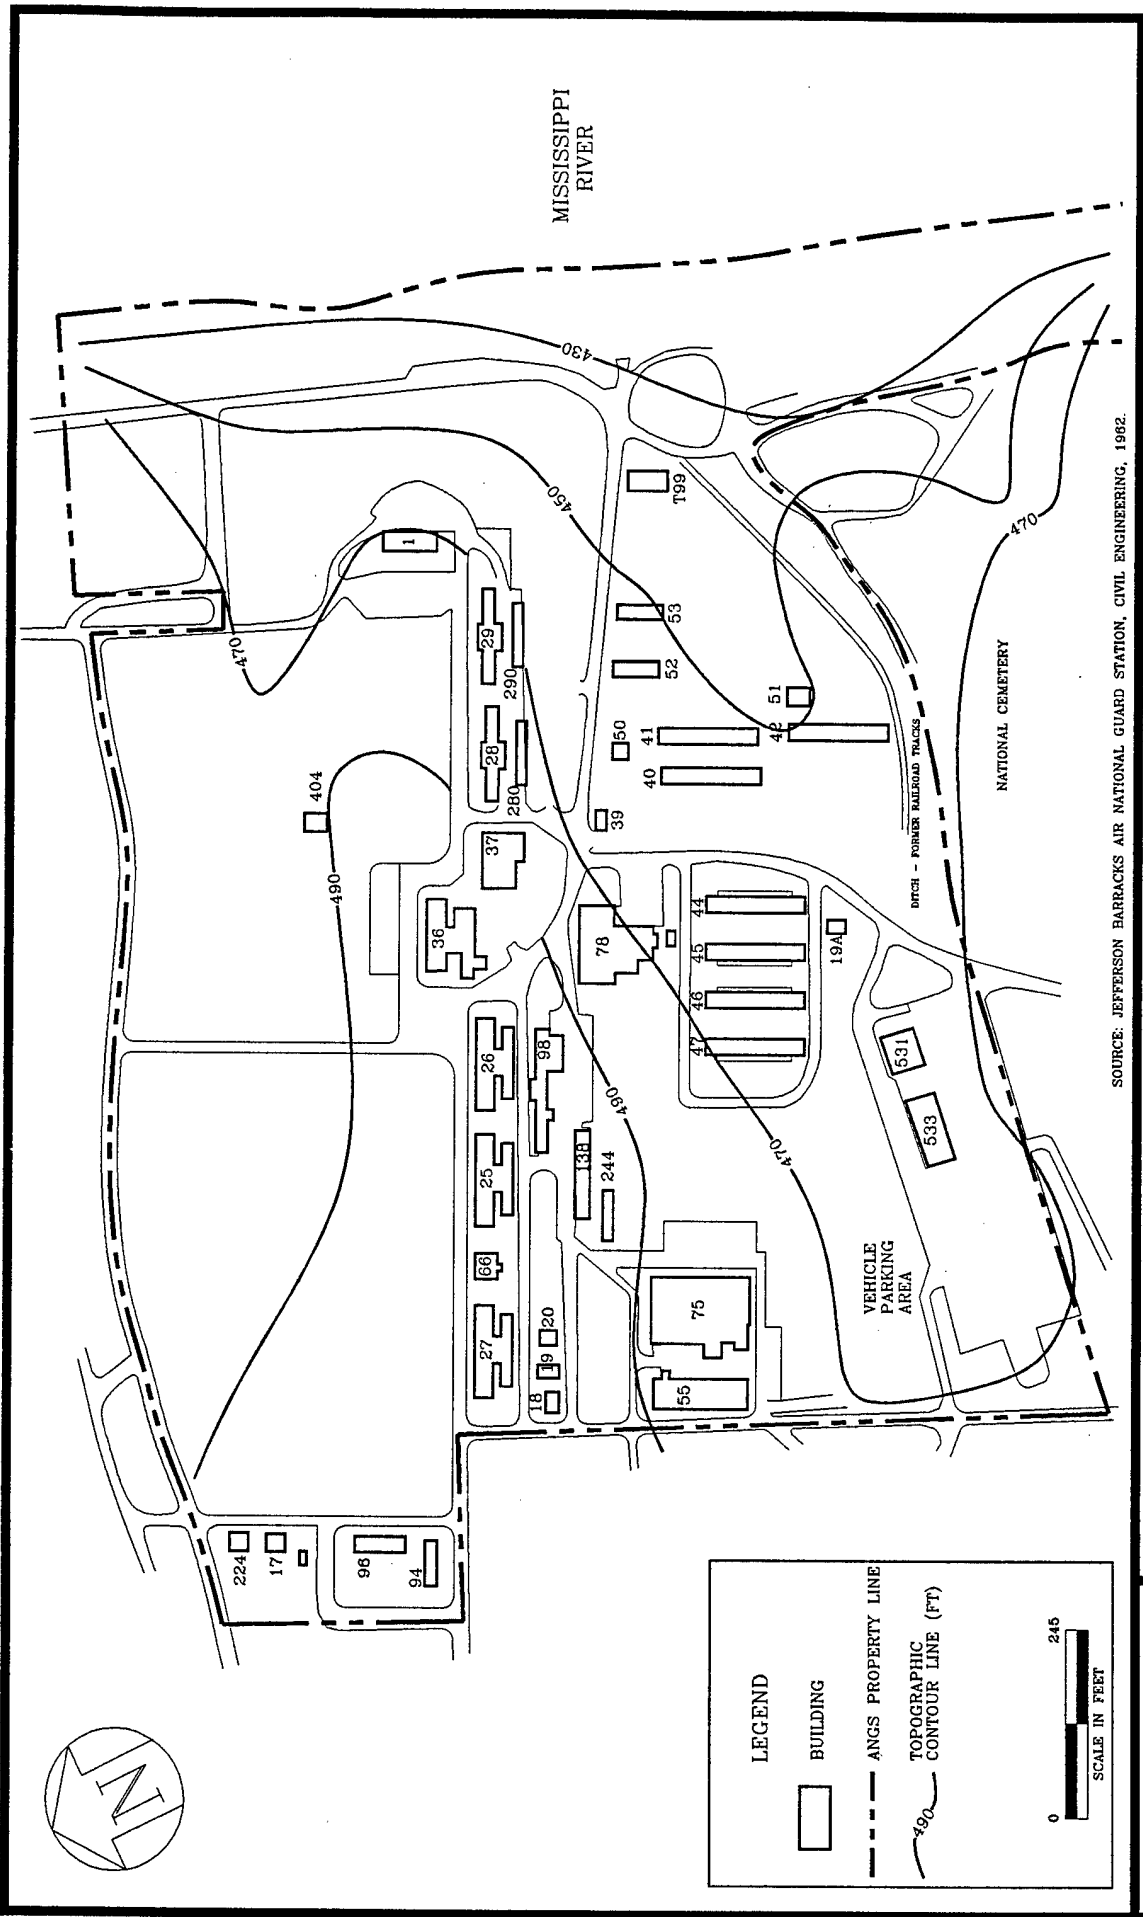 N
224
17
96
94
404
490
470
1
36
37
27
66
25
26
28
29
280
290
18
19
20
98
138
244
490
78
39
50
40
41
52
53
T99
450
430
MISSISSIPPI
RIVER
55
75
47
46
45
44
470
42
51
19A
VEHICLE
PARKING
AREA
533
531
DITCH - FORMER RAILROAD TRACKS
NATIONAL CEMETERY
470
LEGEND
BUILDING
ANGS PROPERTY LINE
490
TOPOGRAPHIC
CONTOUR LINE (FT)
0
245
SCALE IN FEET
SOURCE: JEFFERSON BARRACKS AIR NATIONAL GUARD STATION, CIVIL ENGINEERING, 1962.